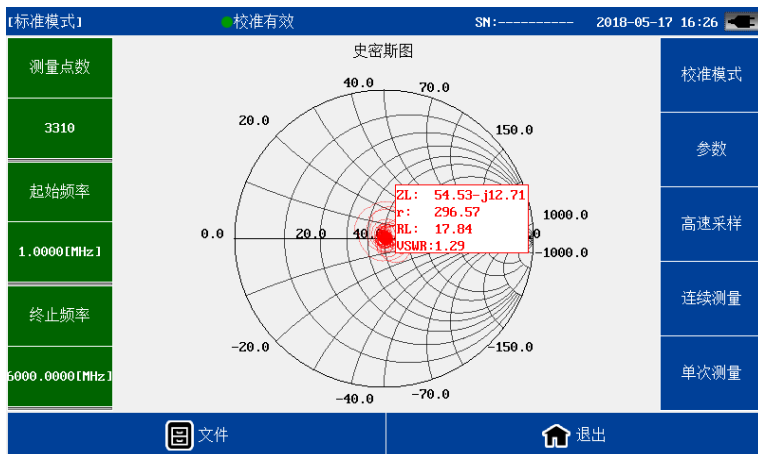 [标准模式] 校准有效 SN:---------- 2018-05-17 16:26
测量点数
3310
起始频率
1.0000[MHz]
终止频率
6000.0000[MHz]
史密斯图
40.0 70.0
20.0 150.0
ZL: 54.53-j12.71
r: 296.57
RL: 17.84
VSWR:1.29
1000.0
0.0 20.0 40.
-1000.0
-20.0 -150.0
-40.0 -70.0
校准模式
参数
高速采样
连续测量
单次测量
文件 退出